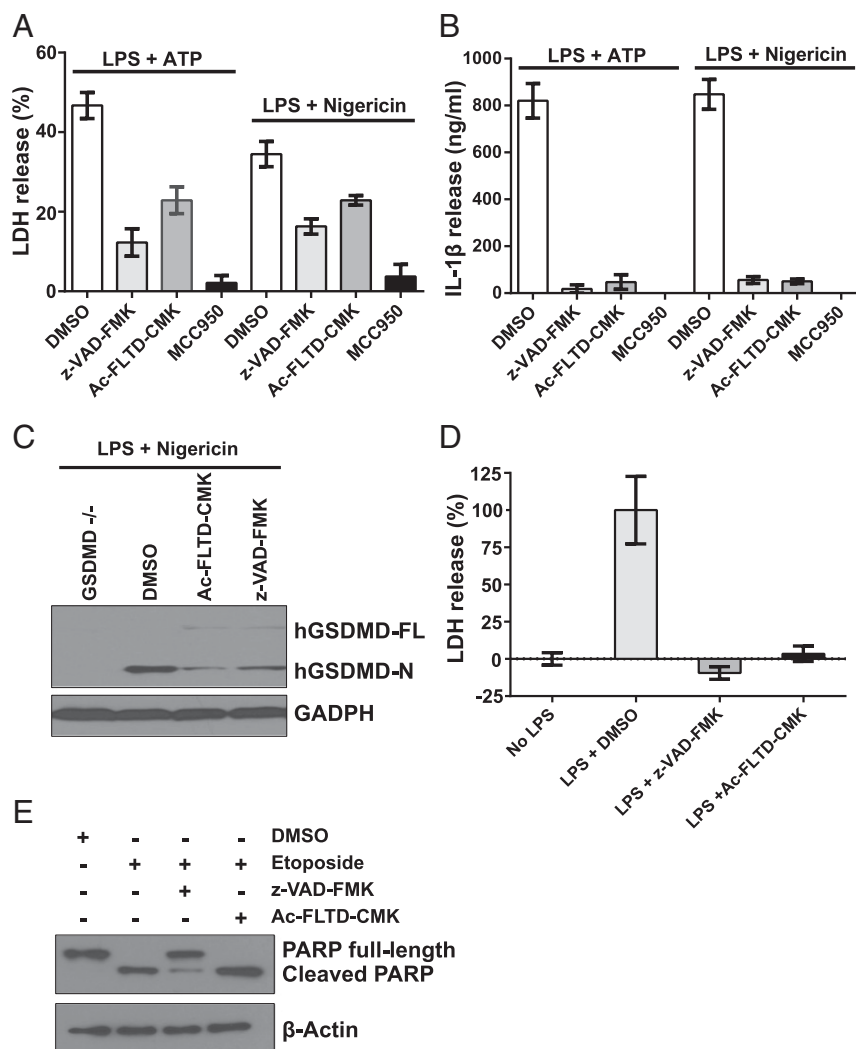 A
LPS + ATP
LPS + Nigericin
LDH release (%)
60
40
20
0
DMSO
z-VAD-FMK
Ac-FLTD-CMK
MCC950
DMSO
z-VAD-FMK
Ac-FLTD-CMK
MCC950
B
LPS + ATP
LPS + Nigericin
IL-1β release (ng/ml)
1000
800
600
400
200
0
DMSO
z-VAD-FMK
Ac-FLTD-CMK
MCC950
DMSO
z-VAD-FMK
Ac-FLTD-CMK
MCC950
C
LPS + Nigericin
GSDMD -/-
DMSO
Ac-FLTD-CMK
z-VAD-FMK
hGSDMD-FL
hGSDMD-N
GADPH
D
LDH release (%)
125
100
75
50
25
0
-25
No LPS
LPS + DMSO
LPS + z-VAD-FMK
LPS +Ac-FLTD-CMK
E
+ - - - DMSO
- + + + Etoposide
- - + - z-VAD-FMK
- - - + Ac-FLTD-CMK
PARP full-length
Cleaved PARP
β-Actin